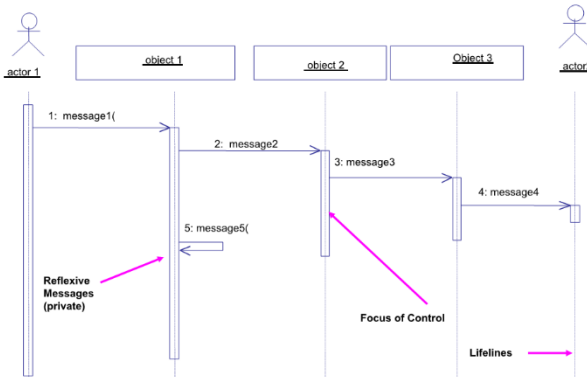 actor 1
object 1
object 2
Object 3
actor
1: message1(
2: message2
3: message3
4: message4
5: message5(
Reflexive
Messages
(private)
Focus of Control
Lifelines